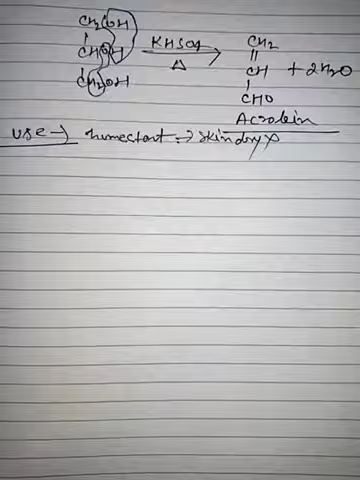 CH2OH KHSO4 CH2
|| 
CHOH Δ CH + 2H2O
CH2OH CHO
Acrolein
use → humectant → skin dry ×